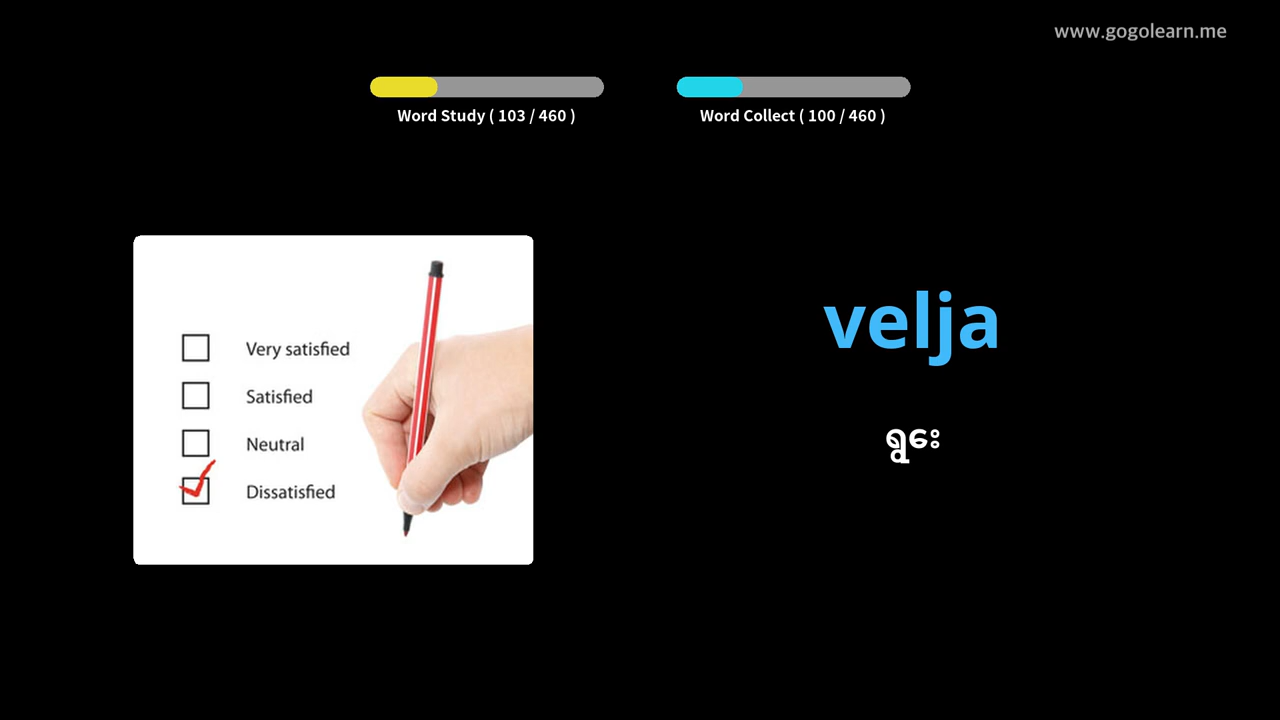 www.gogolearn.me
Word Study ( 103 / 460 )
Word Collect ( 100 / 460 )
velja
ရွေး
Very satisfied
Satisfied
Neutral
Dissatisfied